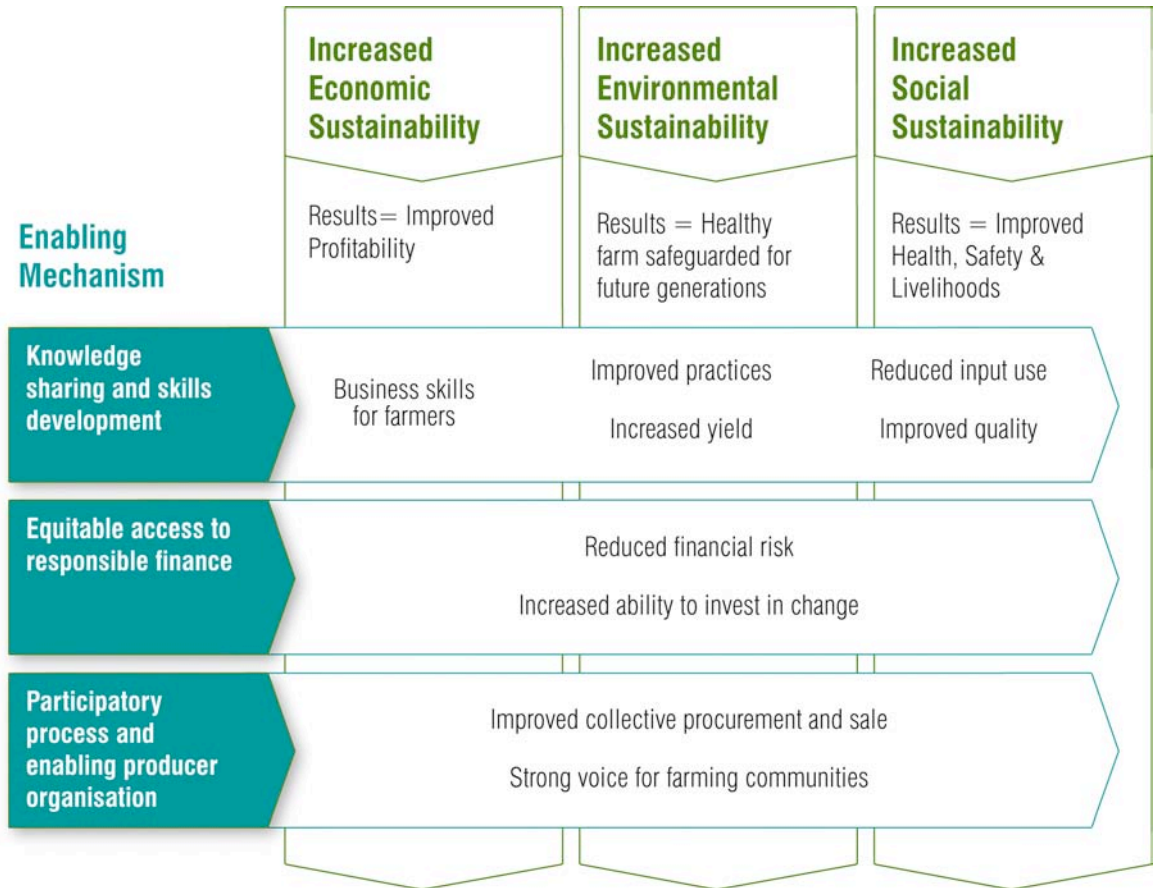 Increased
Economic
Sustainability
Increased
Environmental
Sustainability
Increased
Social
Sustainability
Enabling
Mechanism
Results= Improved
Profitability
Results = Healthy
farm safeguarded for
future generations
Results = Improved
Health, Safety &
Livelihoods
Knowledge
sharing and skills
development
Business skills
for farmers
Improved practices
Increased yield
Reduced input use
Improved quality
Equitable access to
responsible finance
Reduced financial risk
Increased ability to invest in change
Participatory
process and
enabling producer
organisation
Improved collective procurement and sale
Strong voice for farming communities